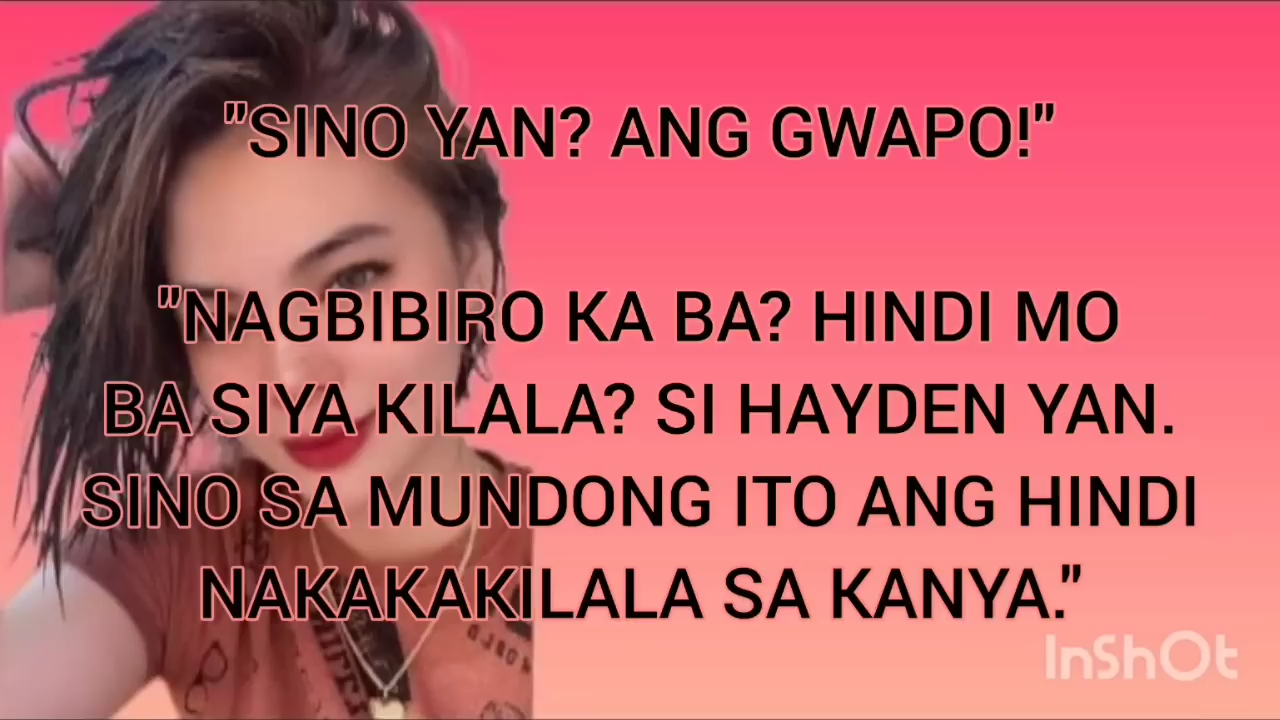 "SINO YAN? ANG GWAPO!"
"NAGBIBIRO KA BA? HINDI MO
BA SIYA KILALA? SI HAYDEN YAN.
SINO SA MUNDONG ITO ANG HINDI
NAKAKAKILALA SA KANYA."
InShOt